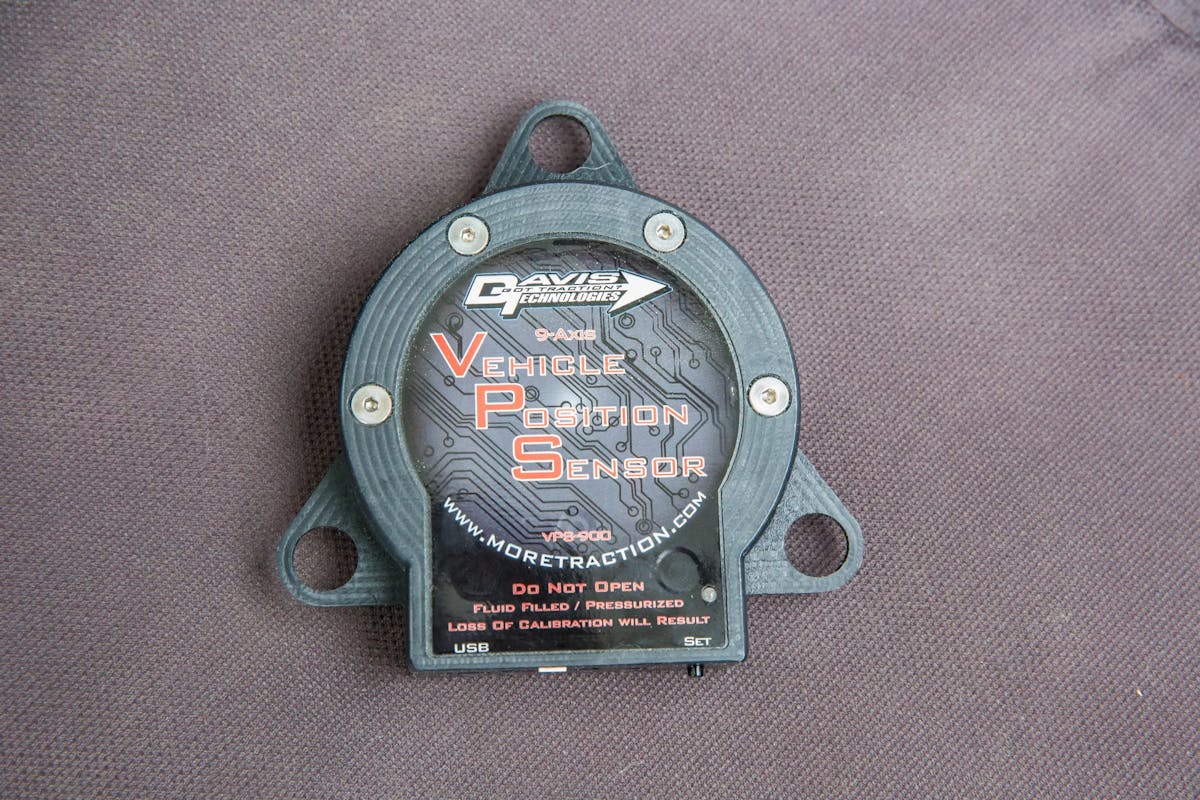 DAVIS
GOT TRACTION?
TECHNOLOGIES
9-AXIS
VEHICLE
POSITION
SENSOR
VPS-900
WWW.MORETRACTION.COM
DO NOT OPEN
FLUID FILLED / PRESSURIZED
LOSS OF CALIBRATION WILL RESULT
USB SET